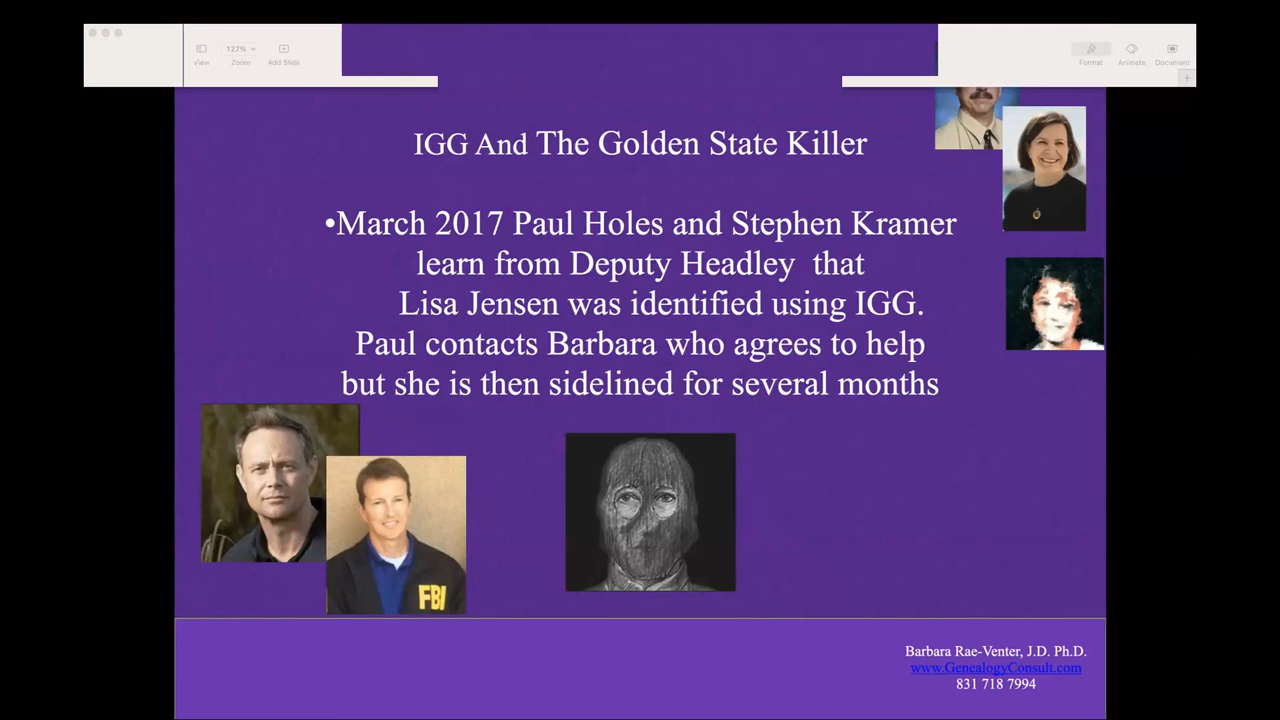 127%
View
Zoom
Add Slide
Format
Animate
Document
IGG And The Golden State Killer
•March 2017 Paul Holes and Stephen Kramer
learn from Deputy Headley that
Lisa Jensen was identified using IGG.
Paul contacts Barbara who agrees to help
but she is then sidelined for several months
FBI
Barbara Rae-Venter, J.D. Ph.D.
www.GenealogyConsult.com
831 718 7994